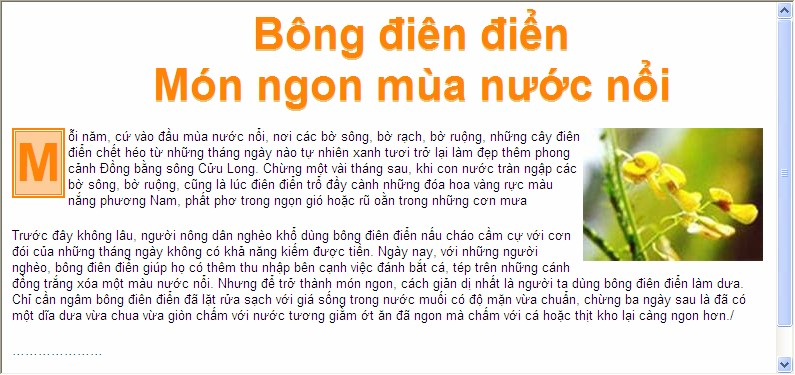 Bông điên điển
Món ngon mùa nước nổi
Mỗi năm, cứ vào đầu mùa nước nổi, nơi các bờ sông, bờ rạch, bờ ruộng, những cây điên
điển chết héo từ những tháng ngày nào tự nhiên xanh tươi trở lại làm đẹp thêm phong
cảnh Đồng bằng sông Cửu Long. Chừng một vài tháng sau, khi con nước tràn ngập các
bờ sông, bờ ruộng, cũng là lúc điên điển trổ đầy cành những đóa hoa vàng rực màu
nắng phương Nam, phất phơ trong ngọn gió hoặc rũ oằn trong những cơn mưa
Trước đây không lâu, người nông dân nghèo khổ dùng bông điên điển nấu cháo cầm cự với cơn
đói của những tháng ngày không có khả năng kiếm được tiền. Ngày nay, với những người
nghèo, bông điên điển giúp họ có thêm thu nhập bên cạnh việc đánh bắt cá, tép trên những cánh
đồng trắng xóa một màu nước nổi. Nhưng để trở thành món ngon, cách giản dị nhất là người ta dùng bông điên điển làm dưa.
Chỉ cần ngâm bông điên điển đã lặt rửa sạch với giá sống trong nước muối có độ mặn vừa chuẩn, chừng ba ngày sau là đã có
một dĩa dưa vừa chua vừa giòn chấm với nước tương giằm ớt ăn đã ngon mà chấm với cá hoặc thịt kho lại càng ngon hơn./
…………………